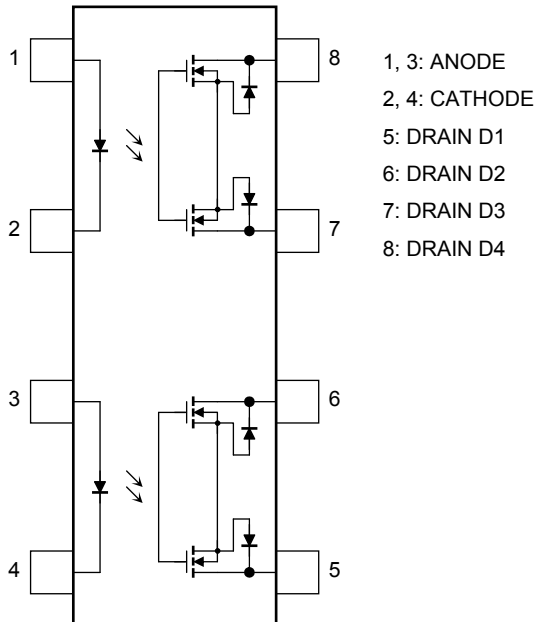 1
2
3
4
8
7
6
5
1, 3: ANODE
2, 4: CATHODE
5: DRAIN D1
6: DRAIN D2
7: DRAIN D3
8: DRAIN D4